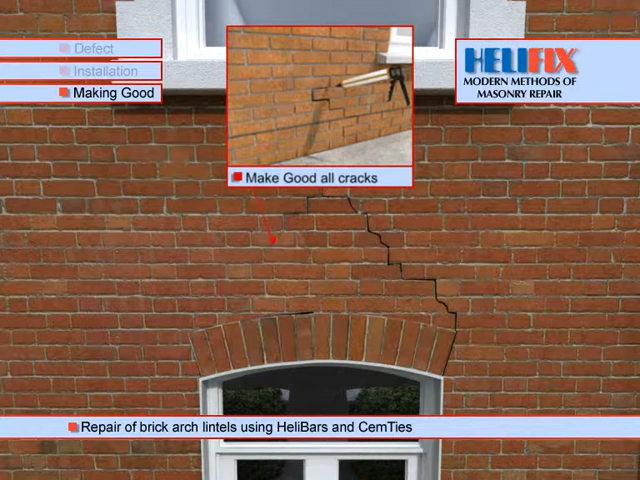 Defect
Installation
Making Good
HELIFIX
MODERN METHODS OF
MASONRY REPAIR
Make Good all cracks
Repair of brick arch lintels using HeliBars and CemTies